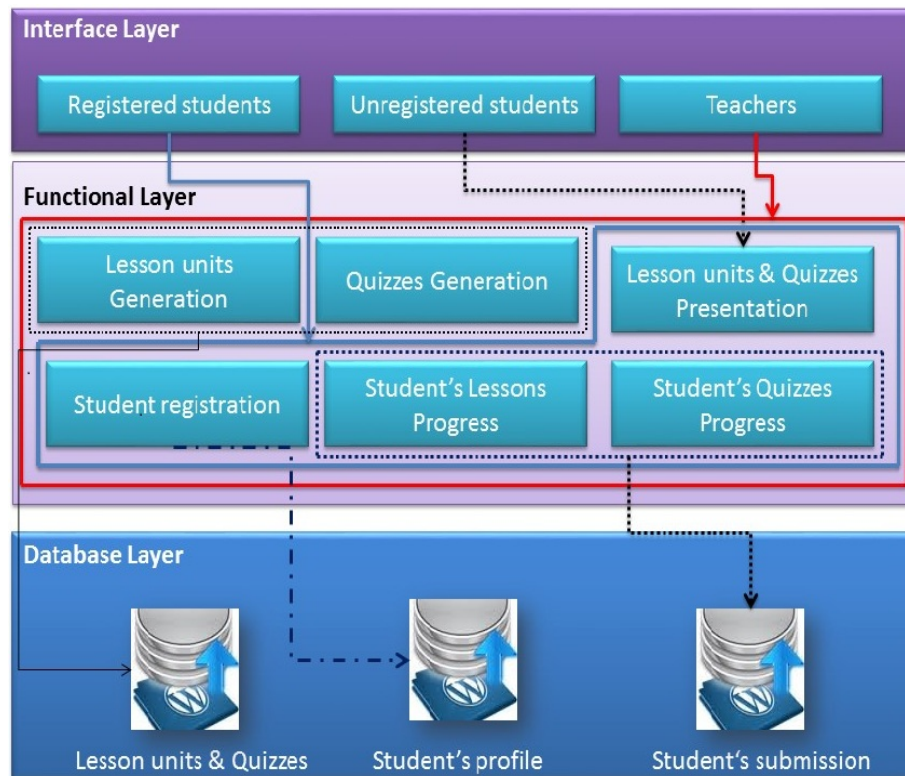 Interface Layer
Registered students
Unregistered students
Teachers
Functional Layer
Lesson units
Generation
Quizzes Generation
Lesson units & Quizzes
Presentation
Student registration
Student's Lessons
Progress
Student's Quizzes
Progress
Database Layer
W
W
W
Lesson units & Quizzes
Student's profile
Student's submission